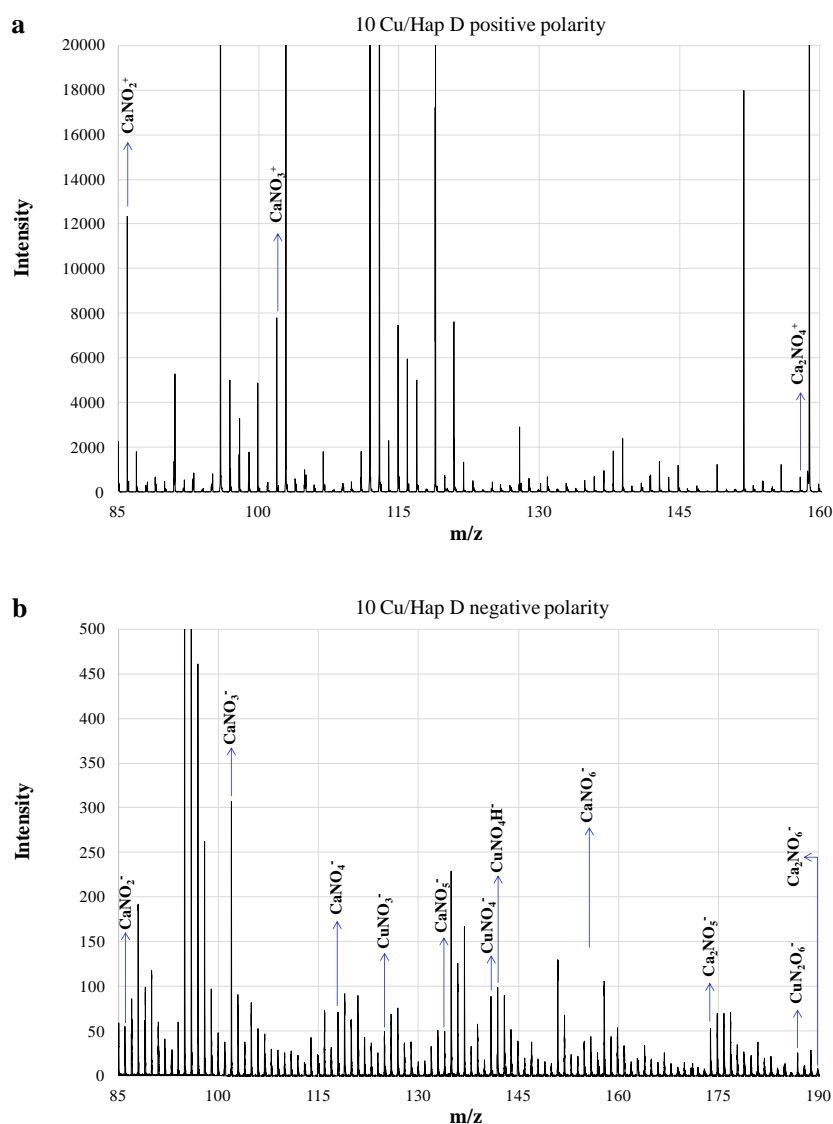 a
10 Cu/Hap D positive polarity
20000
18000
16000
14000
12000
10000
8000
6000
4000
2000
0
Intensity
CaNO₂⁺
CaNO₃⁺
Ca₂NO₄⁺
85 100 115 130 145 160
m/z
b
10 Cu/Hap D negative polarity
500
450
400
350
300
250
200
150
100
50
0
Intensity
CaNO₂⁻
CaNO₃⁻
CaNO₄⁻
CuNO₃⁻
CaNO₅⁻
CuNO₄⁻
CuNO₄H⁻
CaNO₆⁻
Ca₂NO₅⁻
Ca₂NO₆⁻
CuN₂O₆⁻
85 100 115 130 145 160 175 190
m/z